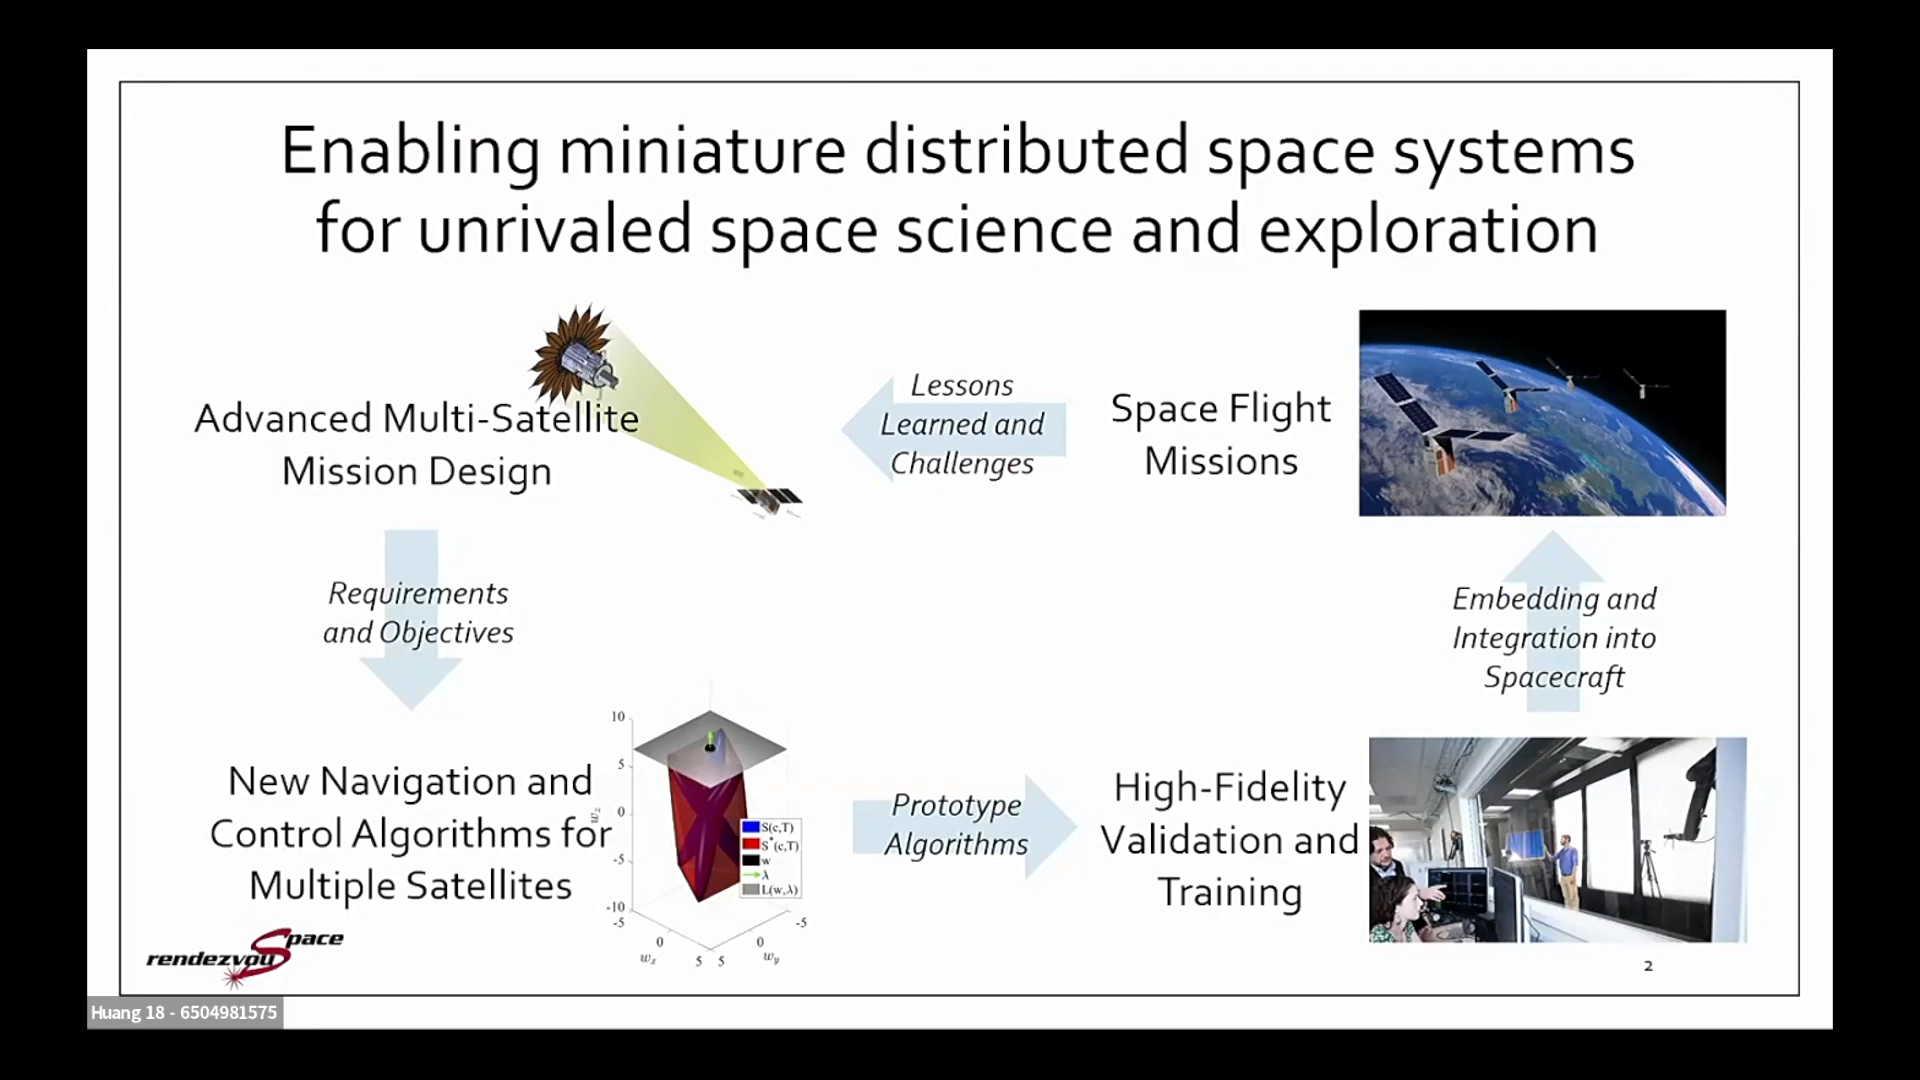 Enabling miniature distributed space systems
for unrivaled space science and exploration
Advanced Multi-Satellite
Mission Design
Lessons
Learned and
Challenges
Space Flight
Missions
Requirements
and Objectives
Embedding and
Integration into
Spacecraft
New Navigation and
Control Algorithms for
Multiple Satellites
10
5
0
-5
-10
w_z
-5
0
5
w_x
5
0
-5
w_y
S(c,T)
S*(c,T)
w
λ
L(w,λ)
Prototype
Algorithms
High-Fidelity
Validation and
Training
Space
rendezvous
2
Huang 18 - 6504981575